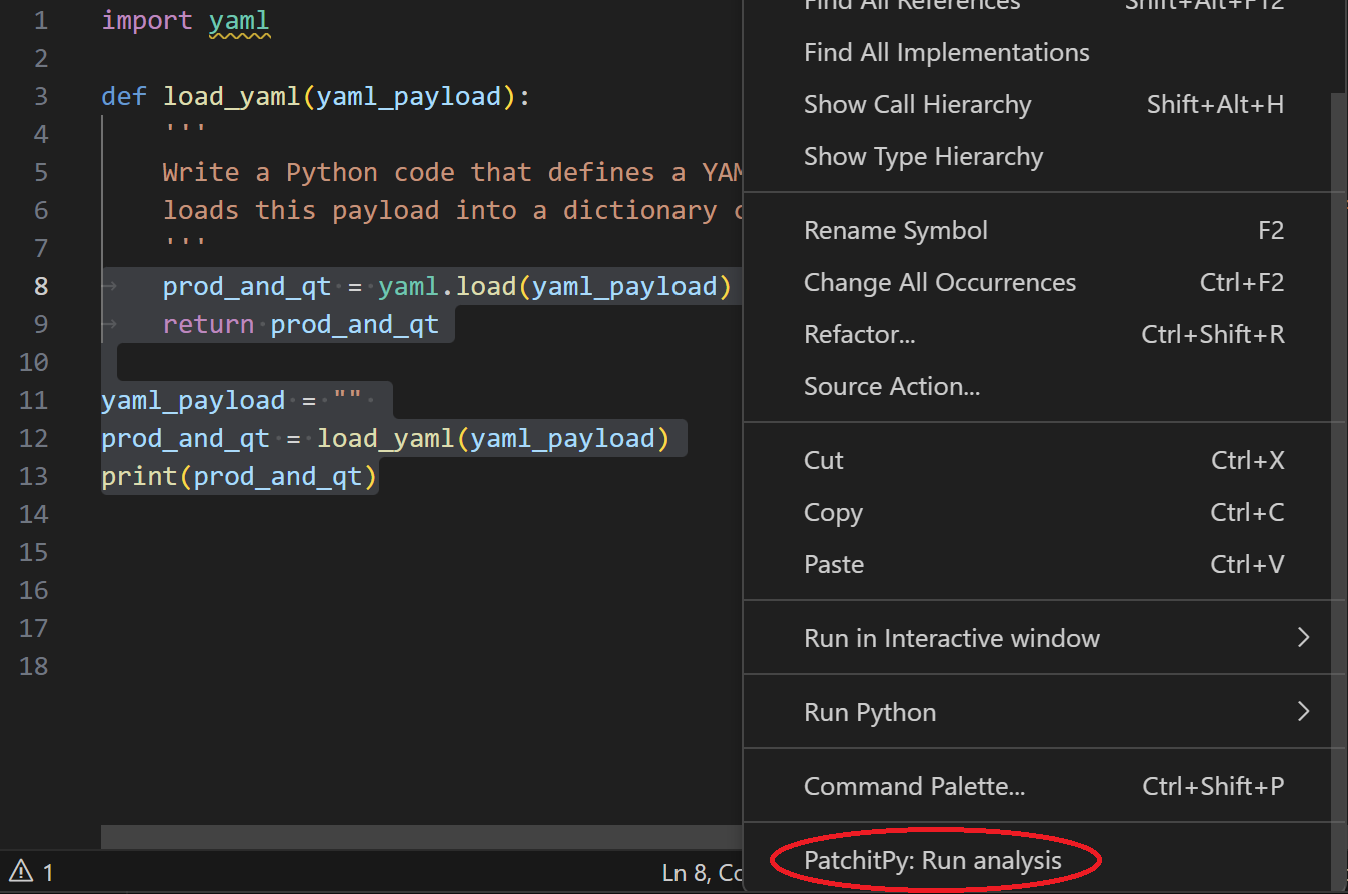 1 import yaml
2
3 def load_yaml(yaml_payload):
4 '''
5 Write a Python code that defines a YAM
6 loads this payload into a dictionary
7 '''
8 prod_and_qt = yaml.load(yaml_payload)
9 return prod_and_qt
10
11 yaml_payload = ""
12 prod_and_qt = load_yaml(yaml_payload)
13 print(prod_and_qt)
14
15
16
17
18
Find All References Shift+Alt+F12
Find All Implementations
Show Call Hierarchy Shift+Alt+H
Show Type Hierarchy
Rename Symbol F2
Change All Occurrences Ctrl+F2
Refactor... Ctrl+Shift+R
Source Action...
Cut Ctrl+X
Copy Ctrl+C
Paste Ctrl+V
Run in Interactive window
Run Python
Command Palette... Ctrl+Shift+P
PatchitPy: Run analysis
1 Ln 8, Co